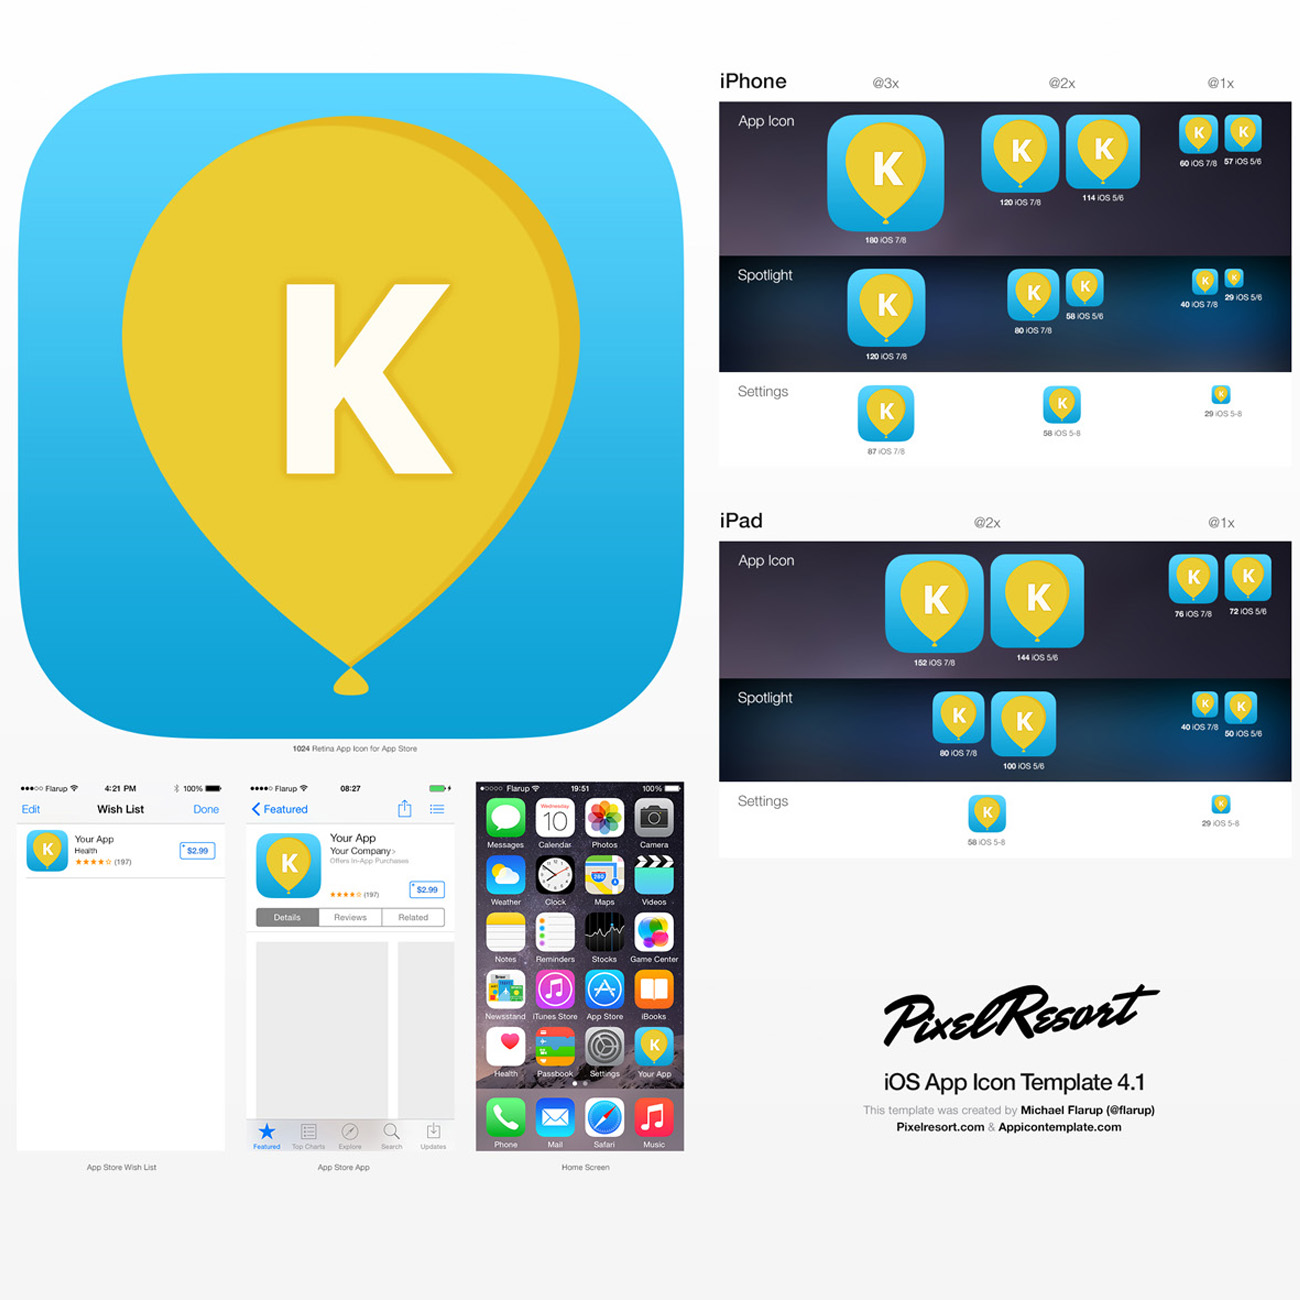 K
1024 Retina App Icon for App Store
iPhone @3x @2x @1x
App Icon
K K K K K
180 iOS 7/8
120 iOS 7/8
114 iOS 5/6
60 iOS 7/8
57 iOS 5/6
Spotlight
K K K K K
120 iOS 7/8
80 iOS 7/8
58 iOS 5/6
40 iOS 7/8
29 iOS 5/6
Settings
K K K
87 iOS 7/8
58 iOS 5-8
29 iOS 5-8
iPad @2x @1x
App Icon
K K K K
152 iOS 7/8
144 iOS 5/6
76 iOS 7/8
72 iOS 5/6
Spotlight
K K K K
80 iOS 7/8
100 iOS 5/6
40 iOS 7/8
50 iOS 5/6
Settings
K K
58 iOS 5-8
29 iOS 5-8
Flarup 4:21 PM 100%
Edit Wish List Done
K
Your App
Health
(197)
$2.99
App Store Wish List
Flarup 08:27
Featured
K
Your App
Your Company>
Offers In-App Purchases
(197)
$2.99
Details Reviews Related
Featured Top Charts Explore Search Updates
App Store App
Flarup 19:51 100%
Wednesday
10
Messages Calendar Photos Camera
280
Weather Clock Maps Videos
Notes Reminders Stocks Game Center
Newsstand iTunes Store App Store iBooks
K
Health Passbook Settings Your App
Phone Mail Safari Music
Home Screen
PixelResort
iOS App Icon Template 4.1
This template was created by Michael Flarup (@flarup)
Pixelresort.com & Appicontemplate.com